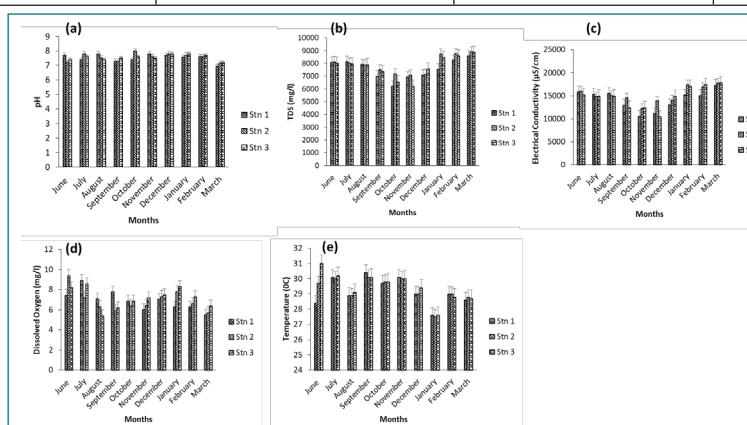 (a)
9
8
7
6
5
4
3
2
1
0
pH
June
July
August
September
October
November
December
January
February
March
Months
Stn 1
Stn 2
Stn 3
(b)
10000
9000
8000
7000
6000
5000
4000
3000
2000
1000
0
TDS (mg/l)
June
July
August
September
October
November
December
January
February
March
Months
Stn 1
Stn 2
Stn 3
(c)
25000
20000
15000
10000
5000
0
Electrical Conductivity (µS/cm)
June
July
August
September
October
November
December
January
February
March
Months
S
S
(d)
12
10
8
6
4
2
0
Dissolved Oxygen (mg/l)
June
July
August
September
October
November
December
January
February
March
Months
Stn 1
Stn 2
Stn 3
(e)
32
31
30
29
28
27
26
25
24
Temperature (0C)
June
July
August
September
October
November
December
January
February
March
Months
Stn 1
Stn 2
Stn 3